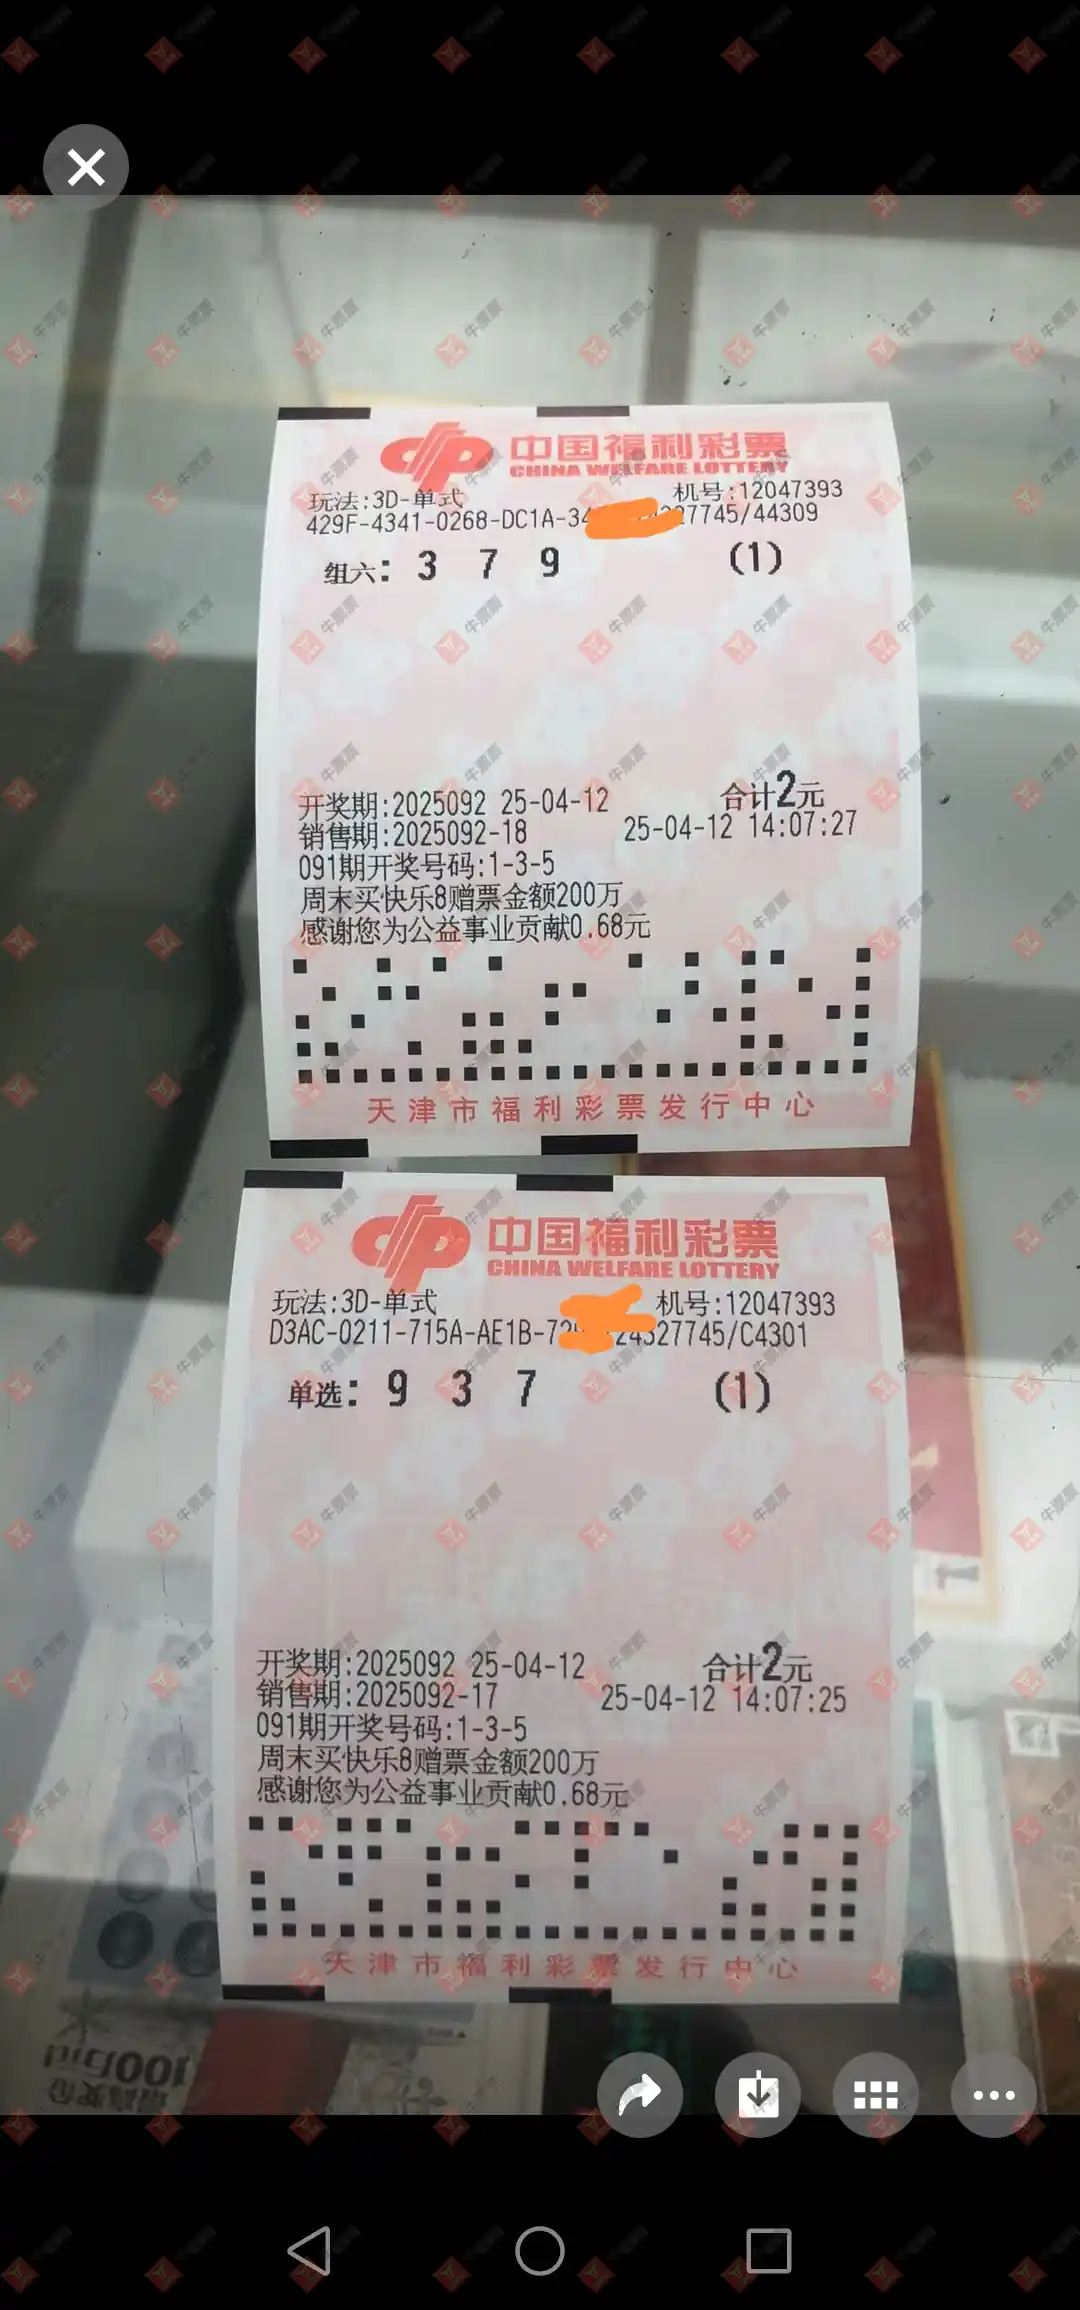 中国福利彩票
CHINA WELFARE LOTTERY
玩法:3D-单式 机号:12047393
429F-4341-0268-DC1A-34 27745/44309
组六: 3 7 9 (1)
开奖期:2025092 25-04-12 合计2元
销售期:2025092-18 25-04-12 14:07:27
091期开奖号码:1-3-5
周末买快乐8赠票金额200万
感谢您为公益事业贡献0.68元
天津市福利彩票发行中心
中国福利彩票
CHINA WELFARE LOTTERY
玩法:3D-单式 机号:12047393
D3AC-0211-715A-AE1B-72 24327745/C4301
单选: 9 3 7 (1)
开奖期:2025092 25-04-12 合计2元
销售期:2025092-17 25-04-12 14:07:25
091期开奖号码:1-3-5
周末买快乐8赠票金额200万
感谢您为公益事业贡献0.68元
天津市福利彩票发行中心
牛票票